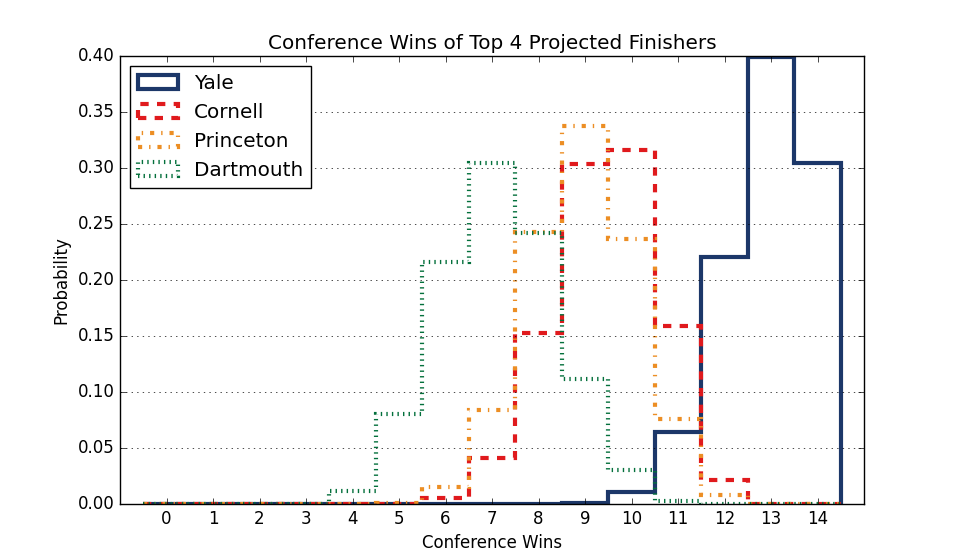 Conference Wins of Top 4 Projected Finishers
0.40
0.35
0.30
0.25
0.20
0.15
0.10
0.05
0.00
Probability
Yale
Cornell
Princeton
Dartmouth
0 1 2 3 4 5 6 7 8 9 10 11 12 13 14
Conference Wins